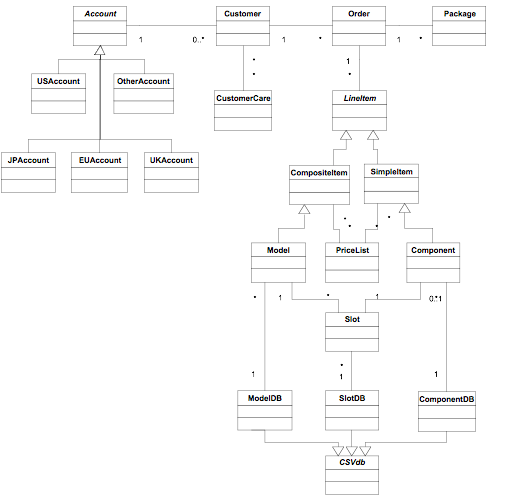 Account
Customer
Order
Package
1
0..*
1
*
1
*
USAccount
OtherAccount
*
*
1
*
CustomerCare
LineItem
JPAccount
EUAccount
UKAccount
CompositeItem
SimpleItem
*
*
*
*
Model
PriceList
Component
*
1
*
1
0..1
*
Slot
1
*
1
1
ModelDB
SlotDB
ComponentDB
CSVdb